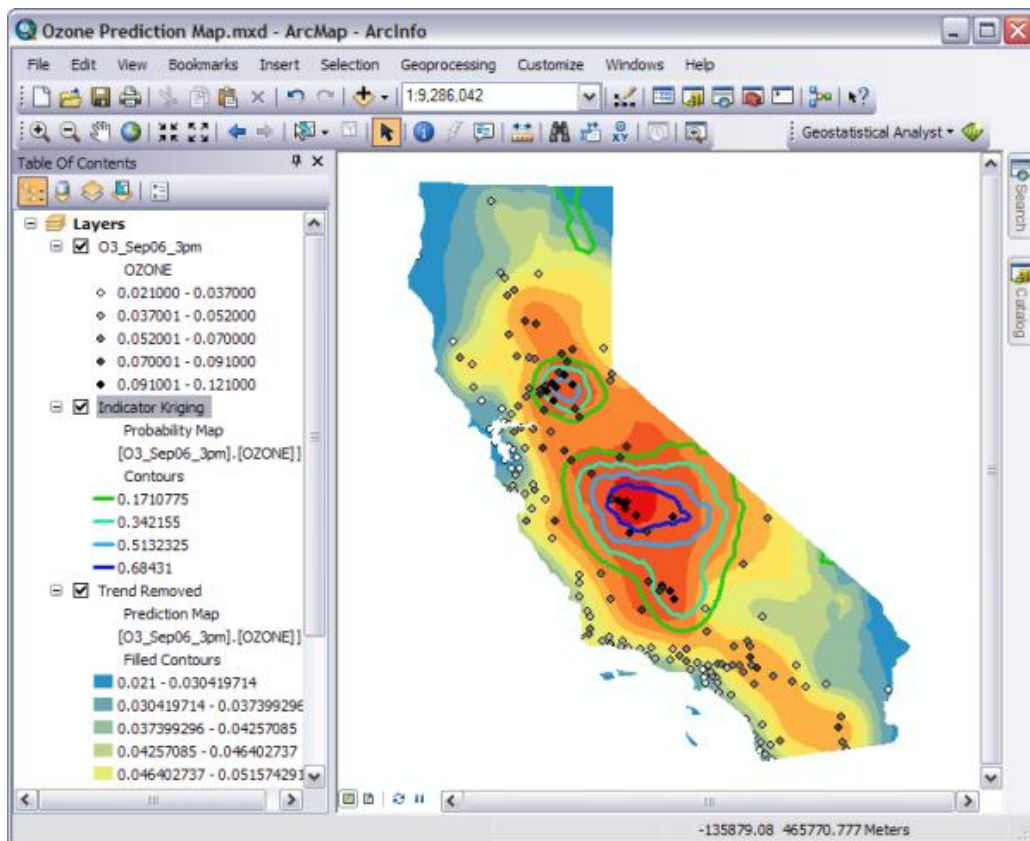 Ozone Prediction Map.mxd - ArcMap - ArcInfo
File Edit View Bookmarks Insert Selection Geoprocessing Customize Windows Help
1:9,286,042
Geostatistical Analyst
Table Of Contents
Layers
O3_Sep06_3pm
OZONE
0.021000 - 0.037000
0.037001 - 0.052000
0.052001 - 0.070000
0.070001 - 0.091000
0.091001 - 0.121000
Indicator Kriging
Probability Map
[O3_Sep06_3pm].[OZONE]]
Contours
0.1710775
0.342155
0.5132325
0.68431
Trend Removed
Prediction Map
[O3_Sep06_3pm].[OZONE]]
Filled Contours
0.021 - 0.030419714
0.030419714 - 0.037399296
0.037399296 - 0.04257085
0.04257085 - 0.046402737
0.046402737 - 0.051574291
Search
Catalog
-135879.08 465770.777 Meters